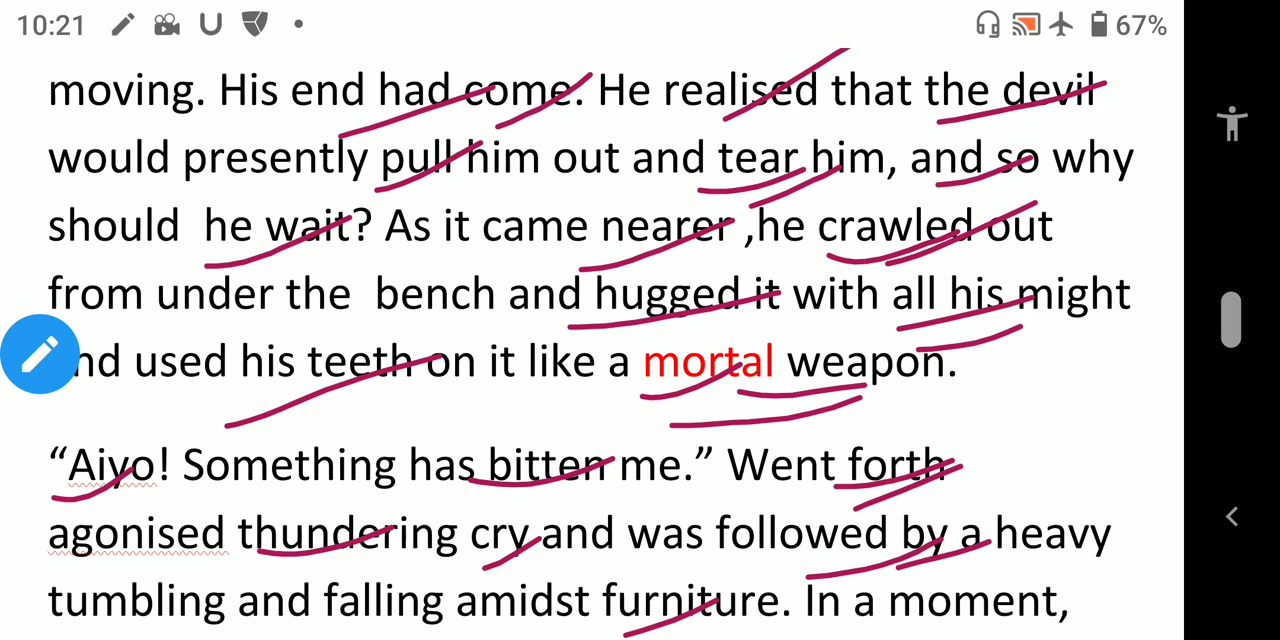 10:21 67%
moving. His end had come. He realised that the devil
would presently pull him out and tear him, and so why
should he wait? As it came nearer ,he crawled out
from under the bench and hugged it with all his might
nd used his teeth on it like a mortal weapon.
“Aiyo! Something has bitten me.” Went forth
agonised thundering cry and was followed by a heavy
tumbling and falling amidst furniture. In a moment,